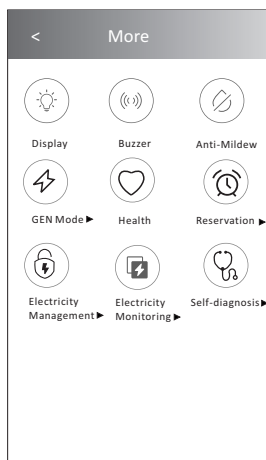 < More
Display Buzzer Anti-Mildew
GEN Mode ▶ Health Reservation ▶
Electricity Management ▶ Electricity Monitoring ▶ Self-diagnosis ▶